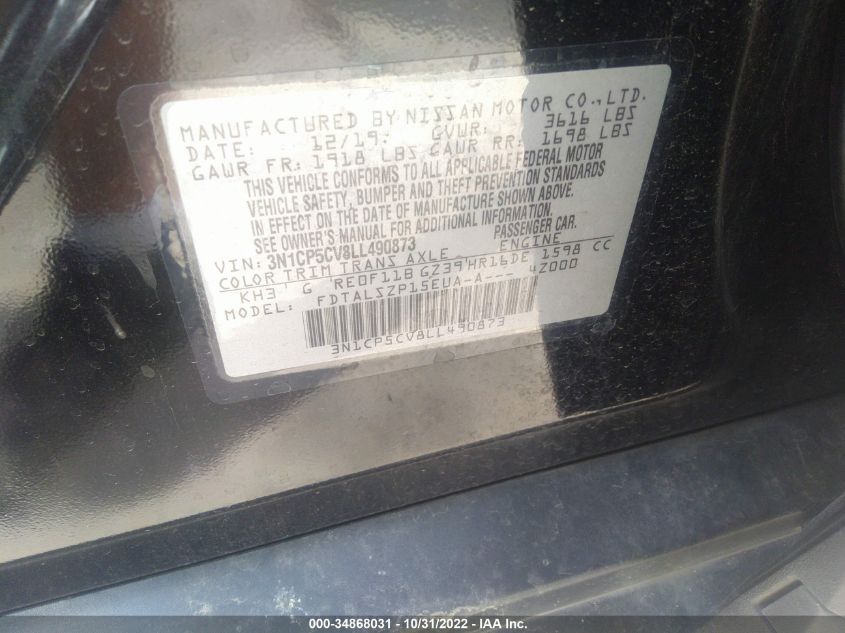 MANUFACTURED BY NISSAN MOTOR CO.,LTD.
DATE: 12/19. GVWR: 3616 LBS
GAWR FR: 1918 LBS GAWR RR: 1698 LBS
THIS VEHICLE CONFORMS TO ALL APPLICABLE FEDERAL MOTOR
VEHICLE SAFETY, BUMPER AND THEFT PREVENTION STANDARDS
IN EFFECT ON THE DATE OF MANUFACTURE SHOWN ABOVE.
SEE OWNER'S MANUAL FOR ADDITIONAL INFORMATION.
VIN: 3N1CP5CV8LL490873 PASSENGER CAR.
COLOR TRIM TRANS AXLE ENGINE
KH3 G RE0F11B GZ39 HR16DE 1598 CC
MODEL: FDTALSZP15EUA-A--- 4Z000
3N1CP5CV8LL490873
000-34868031 - 10/31/2022 - IAA Inc.